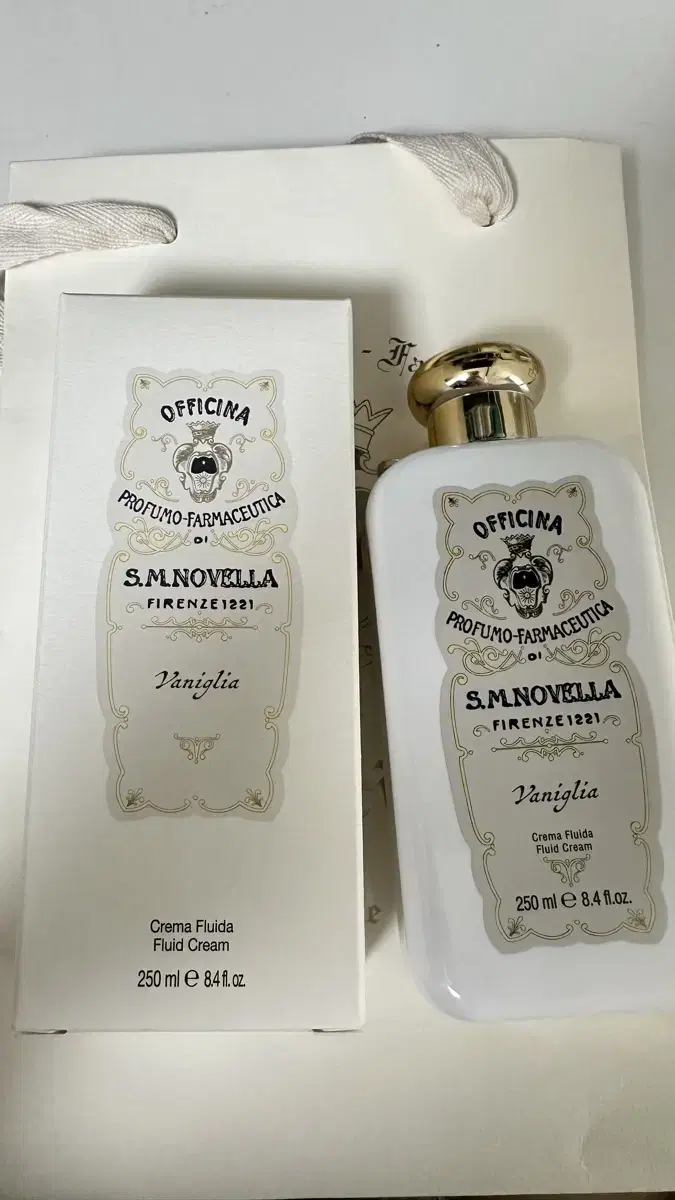 OFFICINA
PROFUMO-FARMACEUTICA
DI
S.M.NOVELLA
FIRENZE 1221
Vaniglia
Crema Fluida
Fluid Cream
250 ml ℮ 8.4 fl. oz.
OFFICINA
PROFUMO-FARMACEUTICA
DI
S.M.NOVELLA
FIRENZE 1221
Vaniglia
Crema Fluida
Fluid Cream
250 ml ℮ 8.4 fl.oz.